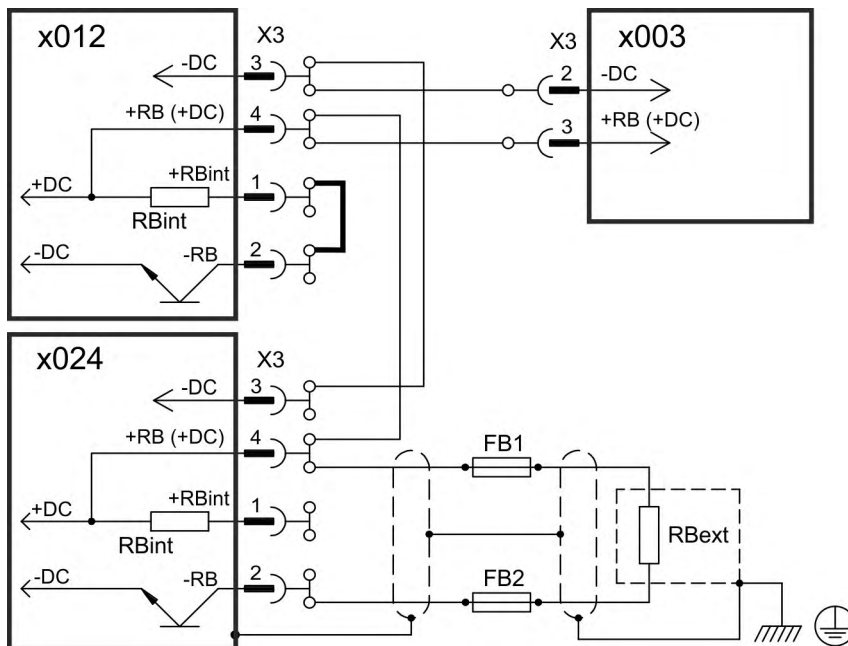 x012
X3
3
-DC
+RB (+DC)
4
+DC
+RBint
1
RBint
-DC
-RB
2
X3
x003
2
-DC
+RB (+DC)
3
x024
X3
3
-DC
+RB (+DC)
4
+DC
+RBint
1
RBint
-DC
-RB
2
FB1
RBext
FB2